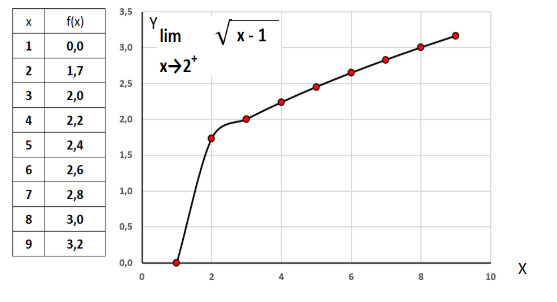 x f(x)
1 0,0
2 1,7
3 2,0
4 2,2
5 2,4
6 2,6
7 2,8
8 3,0
9 3,2
Y
lim √x - 1
x→2⁺
3,5
3,0
2,5
2,0
1,5
1,0
0,5
0,0
0 2 4 6 8 10
X